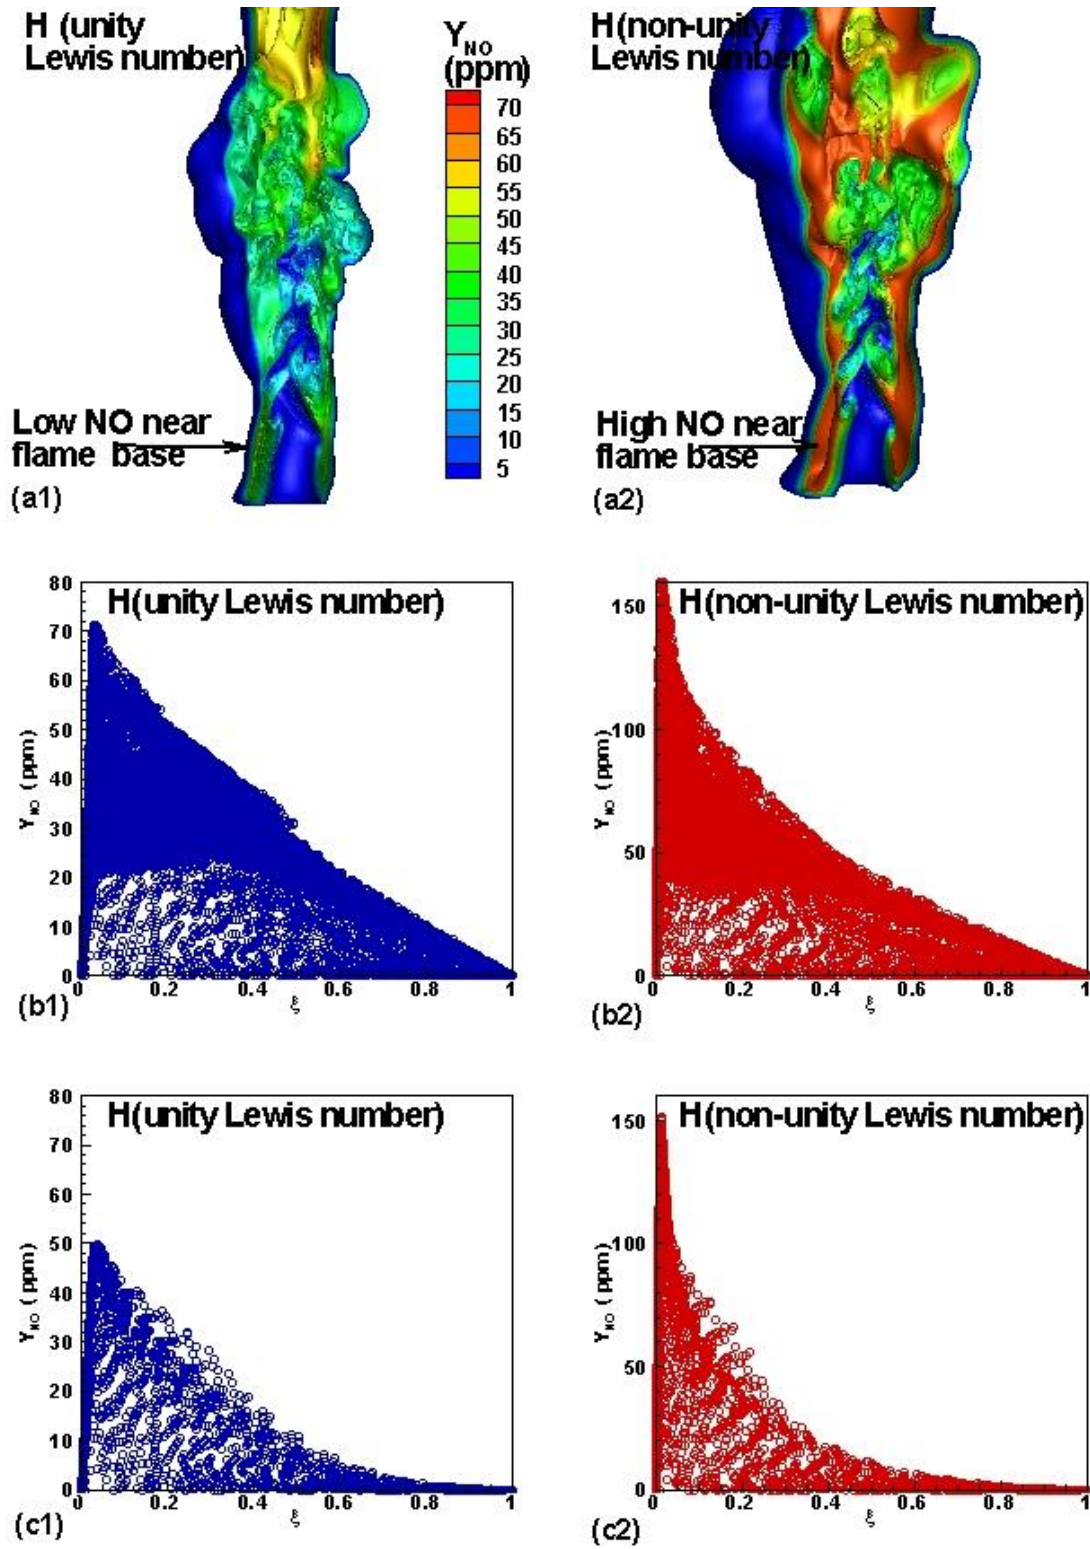 H (unity
Lewis number)
Y_NO
(ppm)
70
65
60
55
50
45
40
35
30
25
20
15
10
5
Low NO near
flame base
(a1)
H(non-unity
Lewis number)
High NO near
flame base
(a2)
H(unity Lewis number)
80
70
60
50
40
30
20
10
0
Y_NO (ppm)
0 0.2 0.4 0.6 0.8 1
ξ
(b1)
H(non-unity Lewis number)
150
100
50
0
Y_NO (ppm)
0 0.2 0.4 0.6 0.8 1
ξ
(b2)
H(unity Lewis number)
80
70
60
50
40
30
20
10
0
Y_NO (ppm)
0 0.2 0.4 0.6 0.8 1
ξ
(c1)
H(non-unity Lewis number)
150
100
50
0
Y_NO (ppm)
0 0.2 0.4 0.6 0.8 1
ξ
(c2)